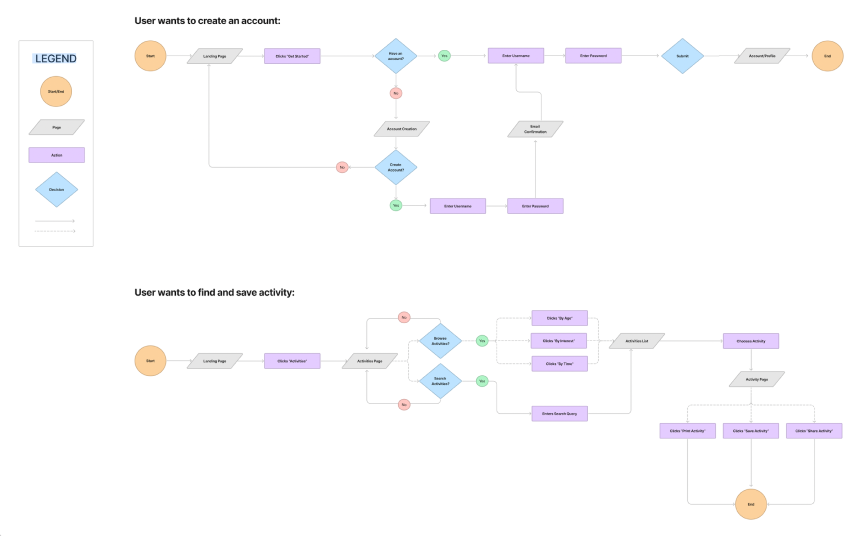 User wants to create an account:
LEGEND
Start/End
Page
Action
Decision
Start
Landing Page
Clicks "Get Started"
Have an
account?
Yes
Enter Username
Enter Password
Submit
Account/Profile
End
No
Account Creation
Email
Confirmation
Create
Account?
No
Yes
Enter Username
Enter Password
User wants to find and save activity:
Start
Landing Page
Clicks "Activities"
Activities Page
No
Browse
Activities?
Yes
Clicks "By Age"
Clicks "By Interest"
Clicks "By Time"
Activities List
Chooses Activity
Search
Activities?
Yes
No
Enters Search Query
Activity Page
Clicks "Print Activity"
Clicks "Save Activity"
Clicks "Share Activity"
End